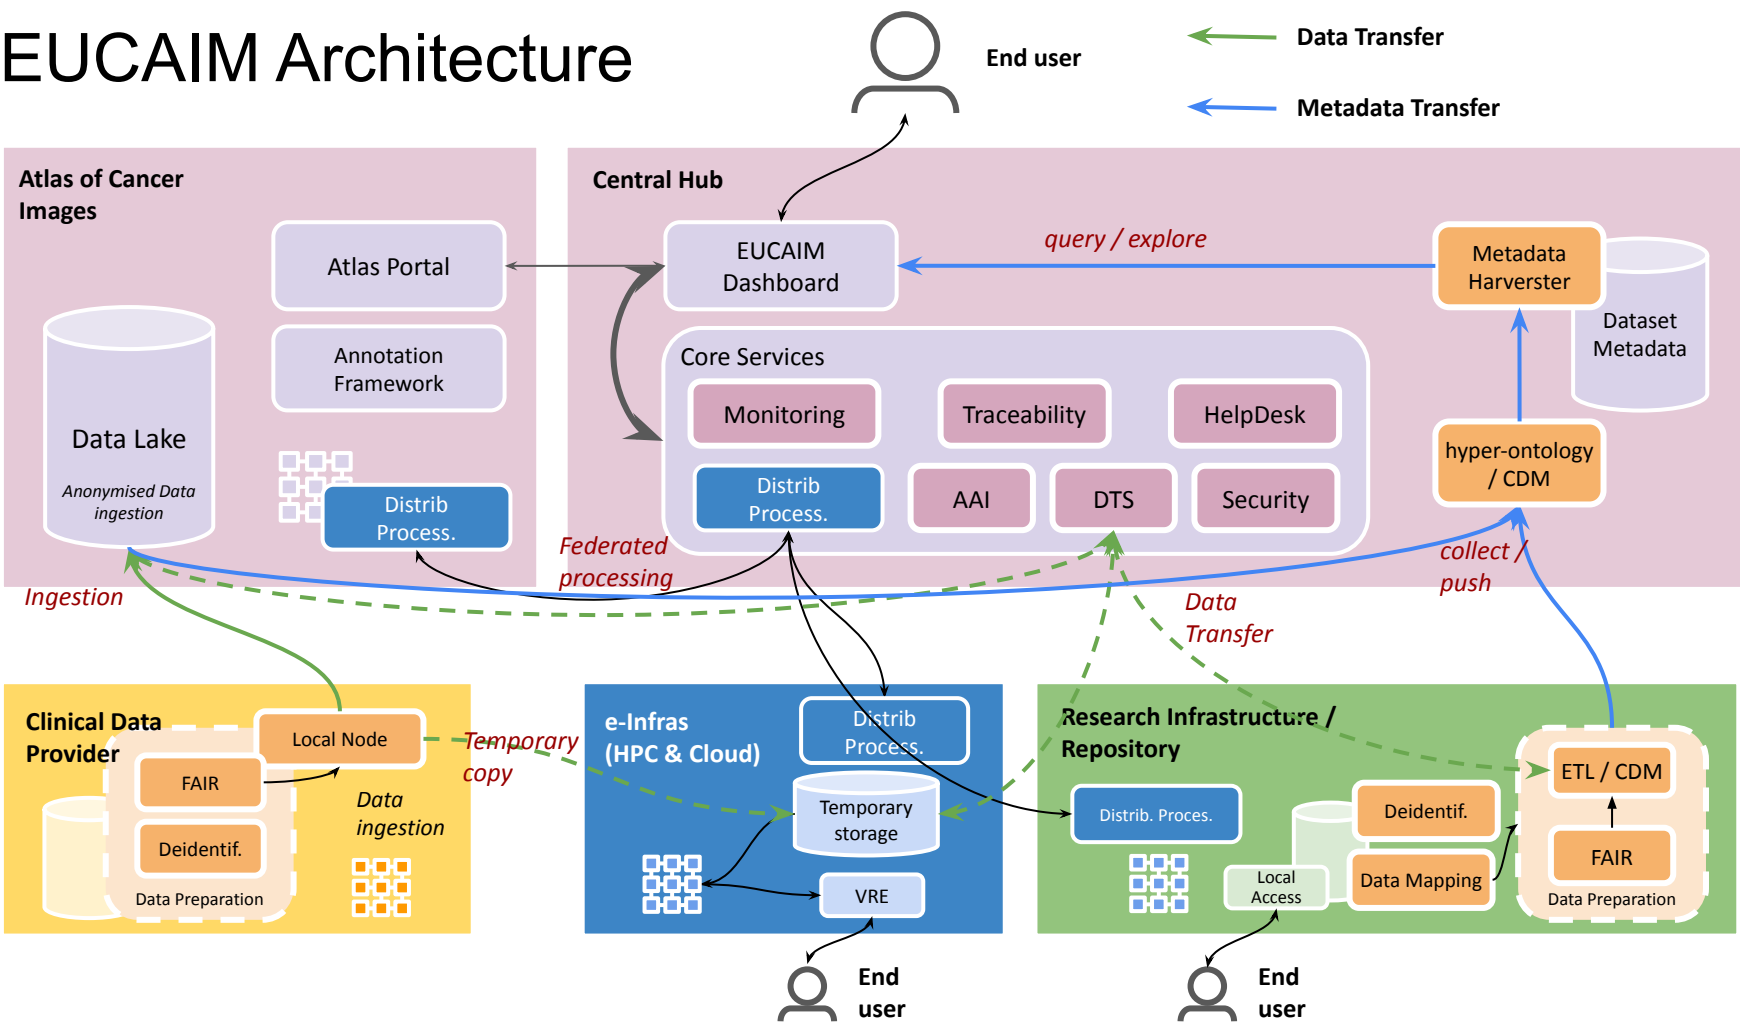 EUCAIM Architecture
End user
Data Transfer
Metadata Transfer
Atlas of Cancer
Images
Atlas Portal
Annotation
Framework
Data Lake
Anonymised Data
ingestion
Distrib
Process.
Ingestion
Central Hub
EUCAIM
Dashboard
query / explore
Metadata
Harverster
Dataset
Metadata
Core Services
Monitoring
Traceability
HelpDesk
Distrib
Process.
AAI
DTS
Security
hyper-ontology
/ CDM
Federated
processing
collect /
push
Data
Transfer
Clinical Data
Provider
Local Node
FAIR
Deidentif.
Data Preparation
Data
ingestion
Temporary
copy
e-Infras
(HPC & Cloud)
Distrib
Process.
Temporary
storage
VRE
End
user
Research Infrastructure /
Repository
Distrib. Proces.
Local
Access
Deidentif.
Data Mapping
ETL / CDM
FAIR
Data Preparation
End
user